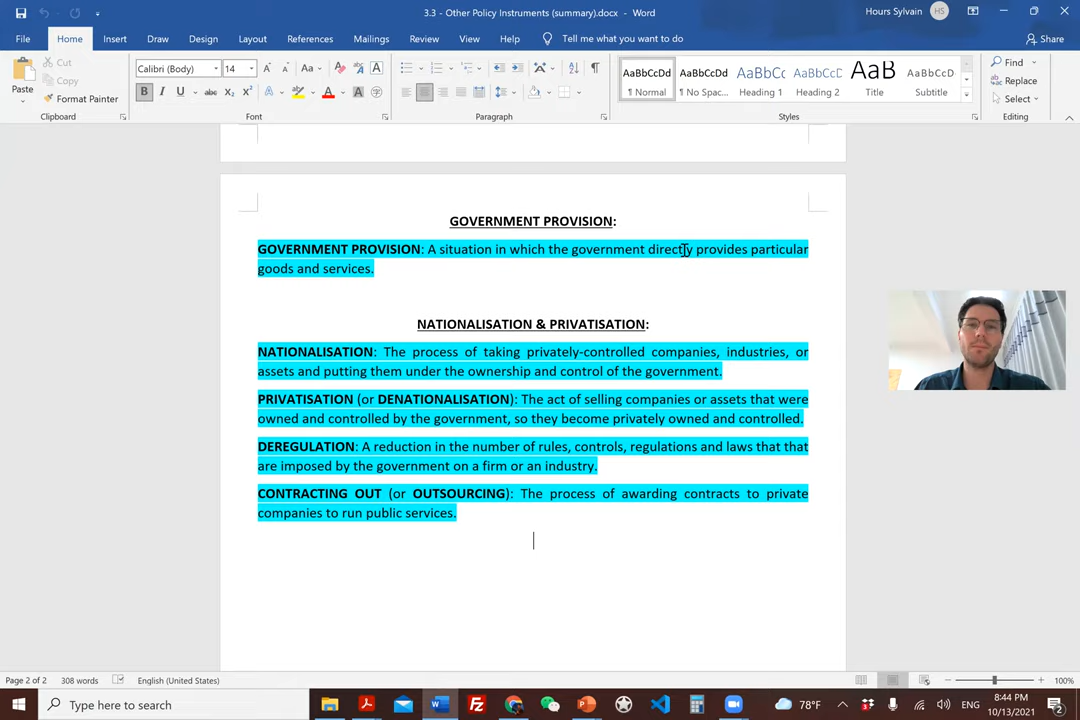 3.3 - Other Policy Instruments (summary).docx - Word
Hours Sylvain
HS
File
Home
Insert
Draw
Design
Layout
References
Mailings
Review
View
Help
Tell me what you want to do
Share
Paste
Cut
Copy
Format Painter
Clipboard
Calibri (Body)
14
Font
Paragraph
AaBbCcDd
¶ Normal
AaBbCcDd
¶ No Spac...
AaBbCc
Heading 1
AaBbCcD
Heading 2
AaB
Title
AaBbCcD
Subtitle
Styles
Find
Replace
Select
Editing
GOVERNMENT PROVISION:
GOVERNMENT PROVISION: A situation in which the government directly provides particular
goods and services.
NATIONALISATION & PRIVATISATION:
NATIONALISATION: The process of taking privately-controlled companies, industries, or
assets and putting them under the ownership and control of the government.
PRIVATISATION (or DENATIONALISATION): The act of selling companies or assets that were
owned and controlled by the government, so they become privately owned and controlled.
DEREGULATION: A reduction in the number of rules, controls, regulations and laws that that
are imposed by the government on a firm or an industry.
CONTRACTING OUT (or OUTSOURCING): The process of awarding contracts to private
companies to run public services.
Page 2 of 2
308 words
English (United States)
100%
Type here to search
78°F
ENG
8:44 PM
10/13/2021
2